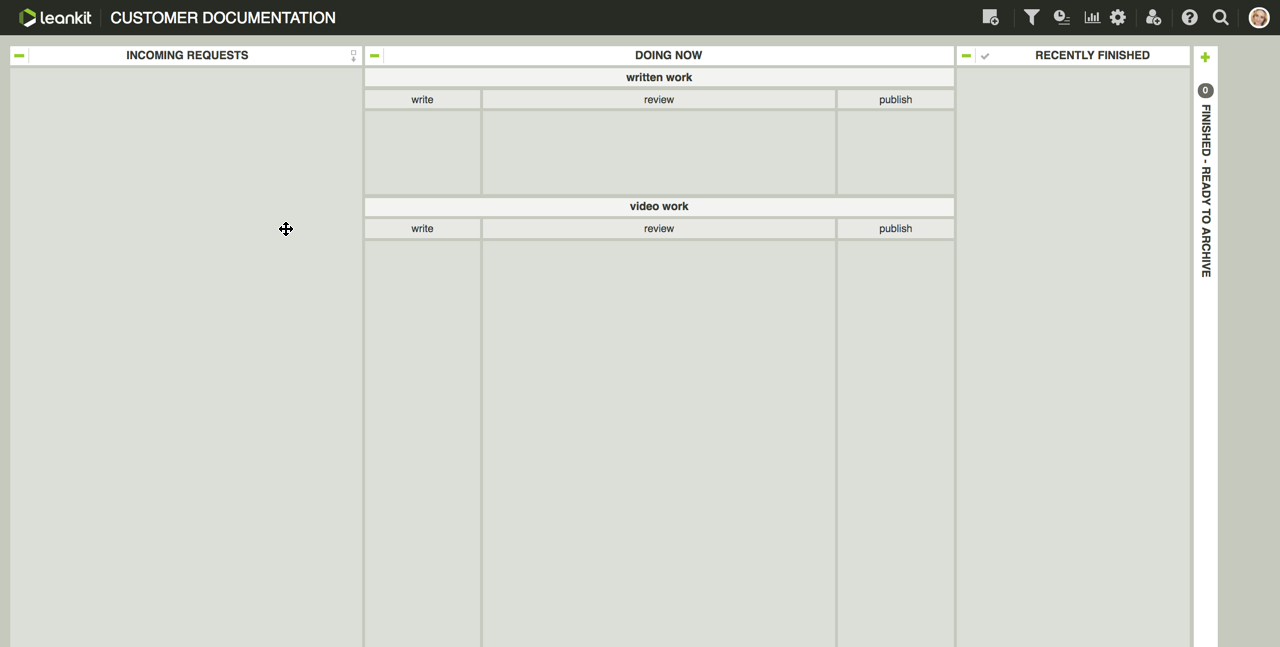 leankit
CUSTOMER DOCUMENTATION
INCOMING REQUESTS
DOING NOW
RECENTLY FINISHED
written work
write
review
publish
video work
write
review
publish
0
FINISHED - READY TO ARCHIVE